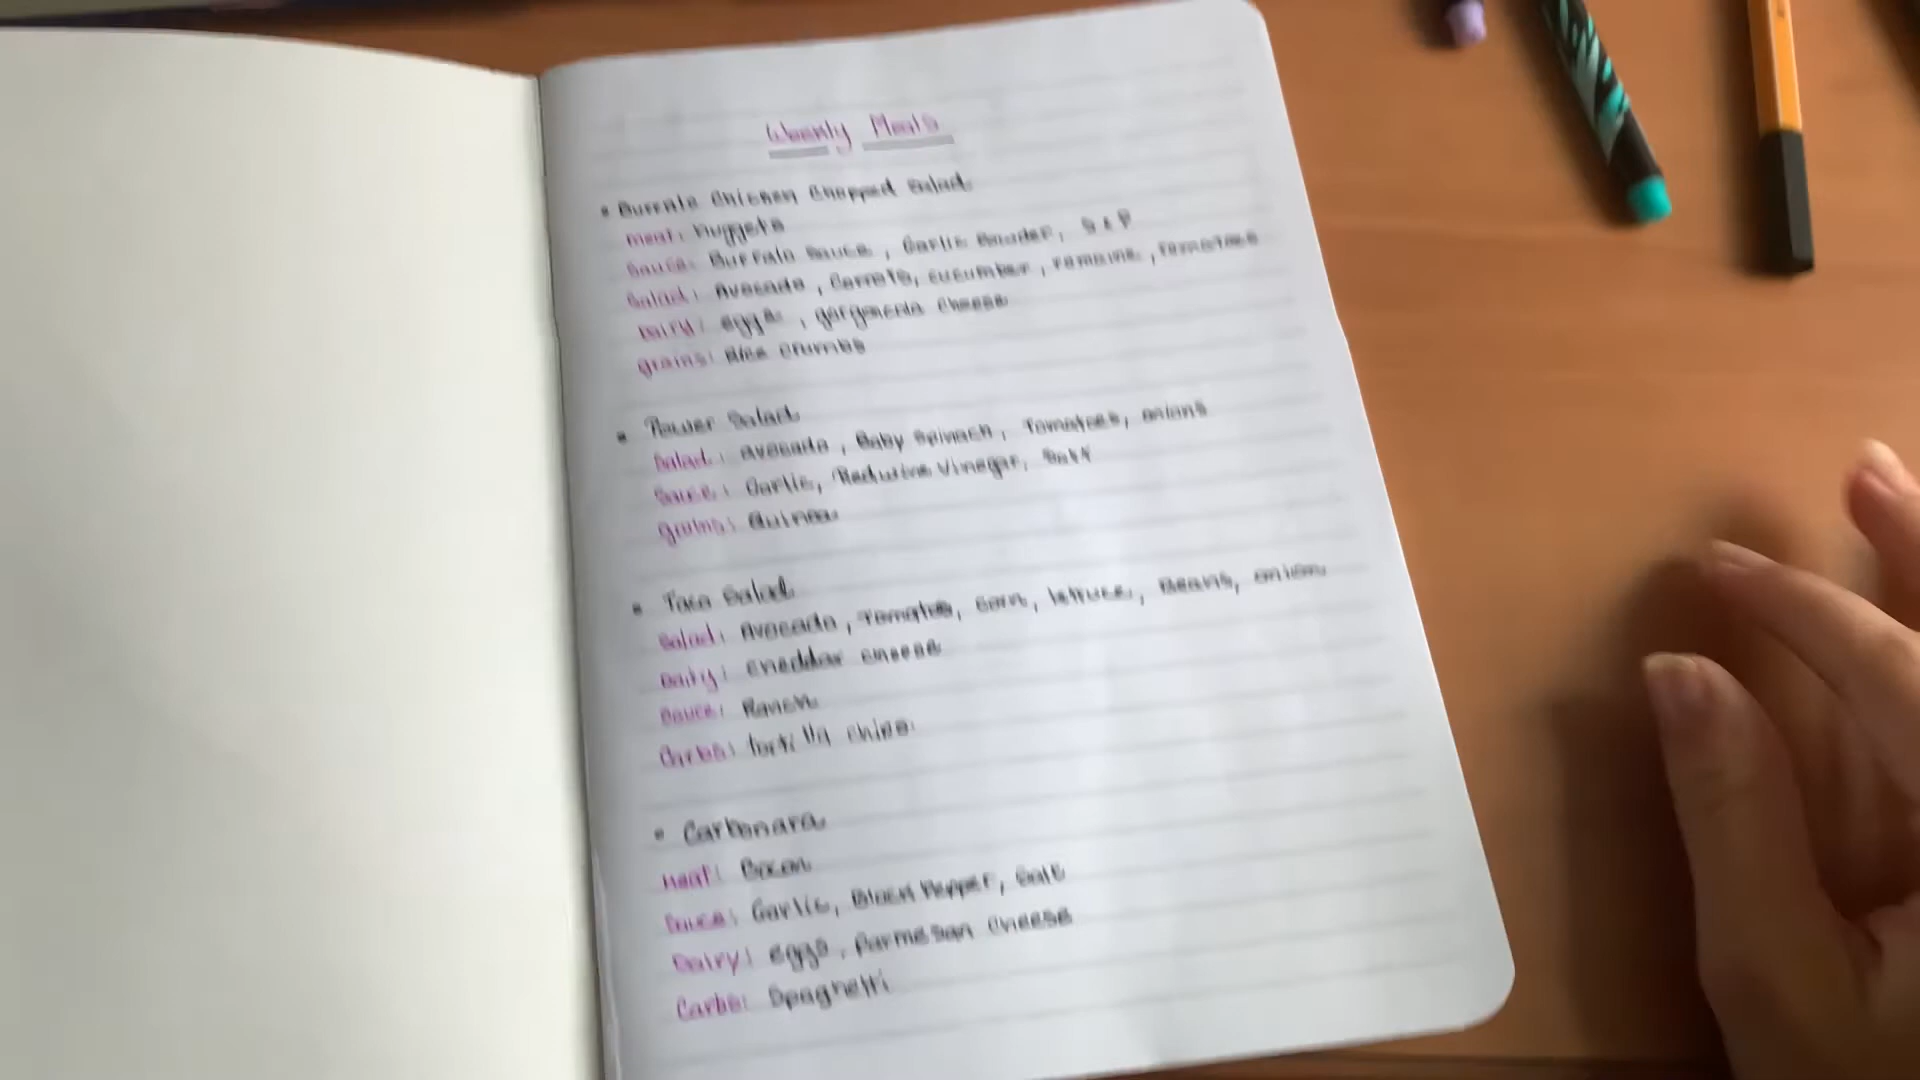 Weekly Meals
• Buffalo Chicken Chopped Salad
Meat: Nuggets
Sauce: Buffalo Sauce, Garlic Powder, S & P
Salad: Avocado, Carrots, cucumber, romaine, Tomatoes
Dairy: eggs, gorgonzola cheese
grains: Rice Crumbs
• Power Salad
Salad: avocado, Baby Spinach, Tomatoes, onions
Sauce: Garlic, Redwine Vinegar, Salt
grains: Quinoa
• Taco Salad
Salad: Avocado, Tomatos, Corn, lettuce, Beans, onion
Dairy: cheddar cheese
Sauce: Ranch
Carbs: tortilla chips
• Carbonara
Meat: Bacon
Sauce: Garlic, Black Pepper, Salt
Dairy: eggs, Parmesan Cheese
Carbs: Spaghetti